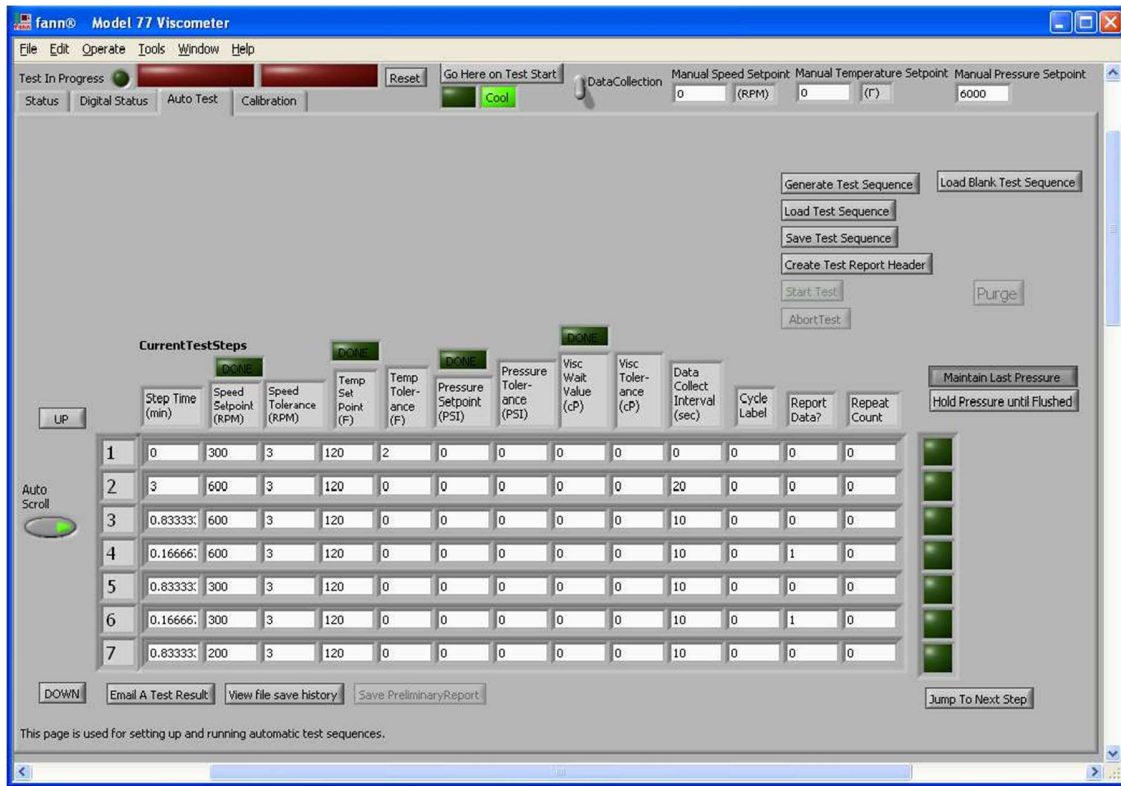 fann® Model 77 Viscometer
File Edit Operate Tools Window Help
Test In Progress Reset Go Here on Test Start DataCollection Manual Speed Setpoint Manual Temperature Setpoint Manual Pressure Setpoint
Cool 0 (RPM) 0 (Γ) 6000
Status Digital Status Auto Test Calibration
Generate Test Sequence Load Blank Test Sequence
Load Test Sequence
Save Test Sequence
Create Test Report Header
Start Test Purge
AbortTest
CurrentTestSteps
DONE DONE DONE DONE
UP
Step Time (min)
Speed Setpoint (RPM)
Speed Tolerance (RPM)
Temp Set Point (F)
Temp Toler- ance (F)
Pressure Setpoint (PSI)
Pressure Toler- ance (PSI)
Visc Wait Value (cP)
Visc Toler- ance (cP)
Data Collect Interval (sec)
Cycle Label
Report Data?
Repeat Count
Maintain Last Pressure
Hold Pressure until Flushed
1 0 300 3 120 2 0 0 0 0 0 0 0 0
Auto Scroll
2 3 600 3 120 0 0 0 0 0 20 0 0 0
3 0.83333 600 3 120 0 0 0 0 0 10 0 0 0
4 0.16666 600 3 120 0 0 0 0 0 10 0 1 0
5 0.83333 300 3 120 0 0 0 0 0 10 0 0 0
6 0.16666 300 3 120 0 0 0 0 0 10 0 1 0
7 0.83333 200 3 120 0 0 0 0 0 10 0 0 0
DOWN Email A Test Result View file save history Save PreliminaryReport Jump To Next Step
This page is used for setting up and running automatic test sequences.